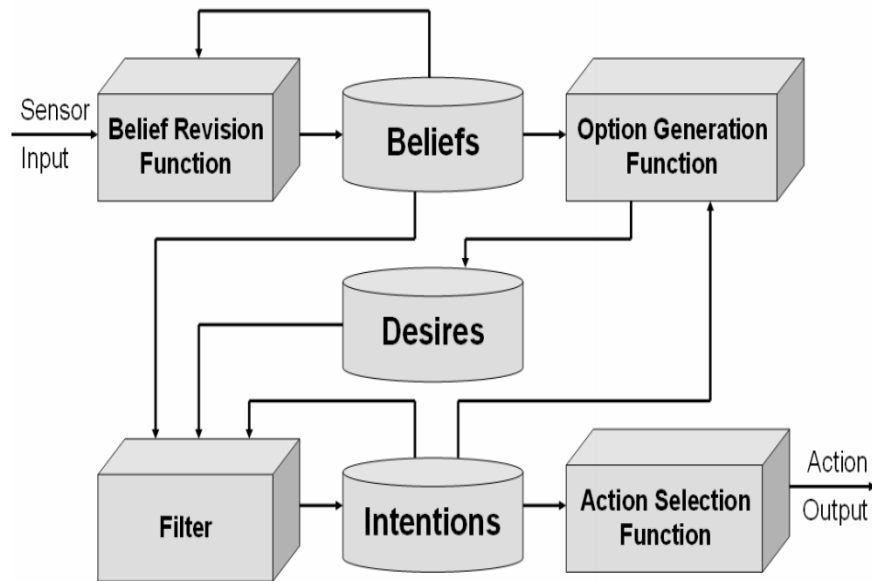 Sensor
Input
Belief Revision
Function
Beliefs
Option Generation
Function
Desires
Filter
Intentions
Action Selection
Function
Action
Output